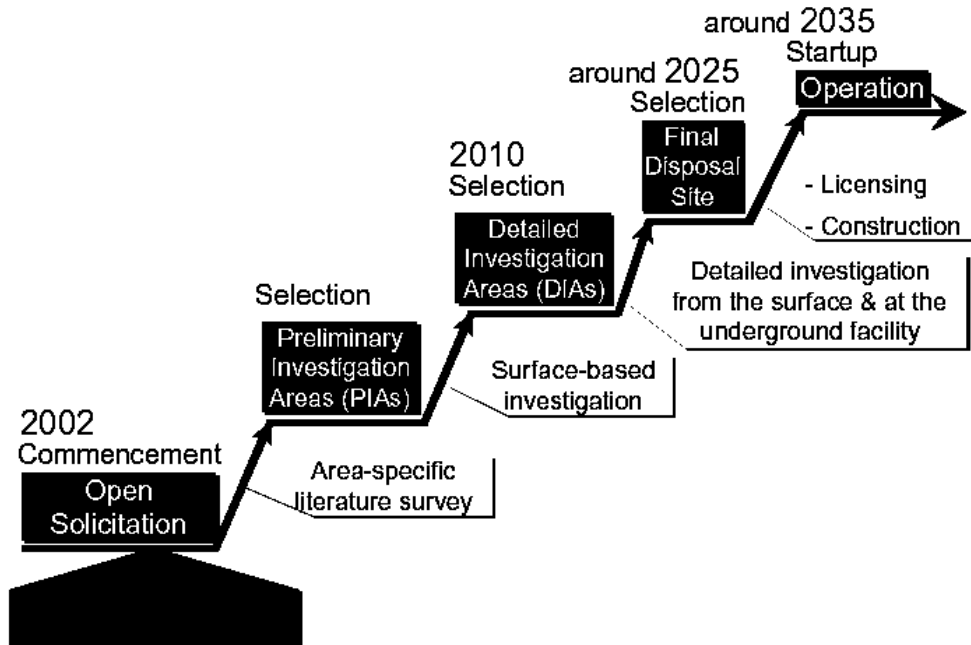 2002
Commencement
Open
Solicitation
Area-specific
literature survey
Selection
Preliminary
Investigation
Areas (PIAs)
Surface-based
investigation
2010
Selection
Detailed
Investigation
Areas (DIAs)
Detailed investigation
from the surface & at the
underground facility
around 2025
Selection
Final
Disposal
Site
- Licensing
- Construction
around 2035
Startup
Operation